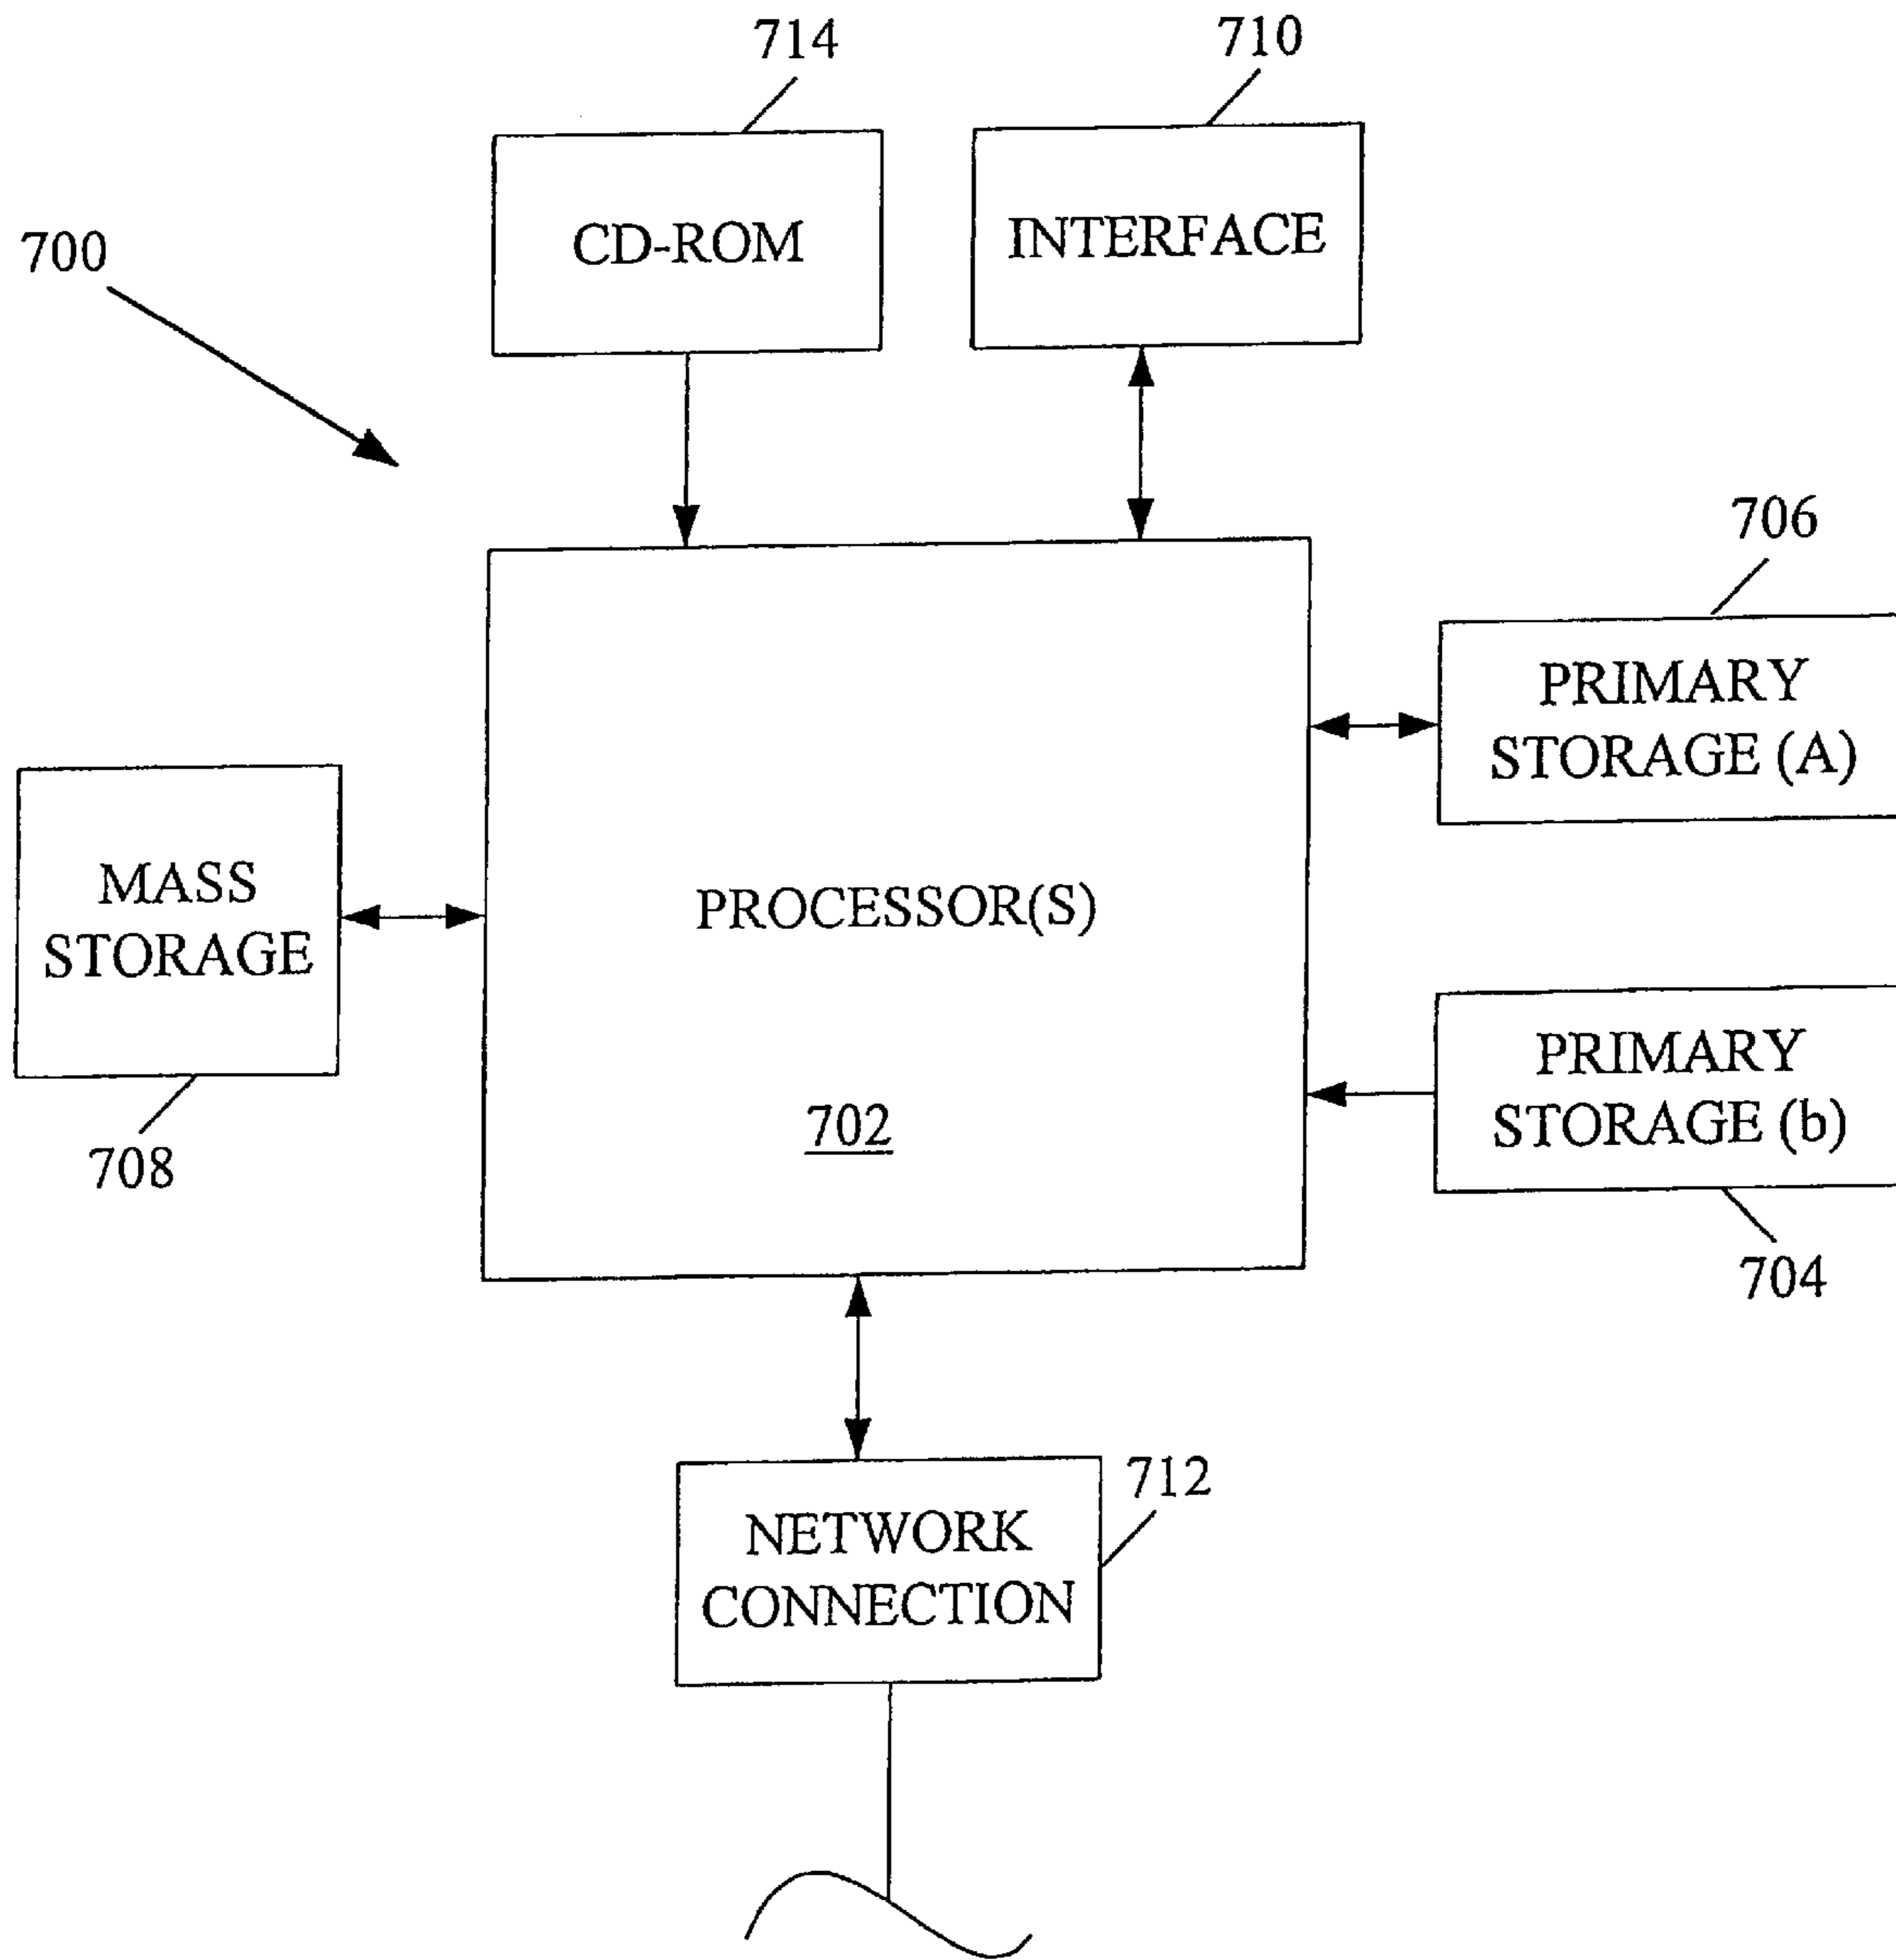 714
710
700
CD-ROM
INTERFACE
706
PRIMARY
STORAGE (A)
MASS
STORAGE
708
PROCESSOR(S)
702
PRIMARY
STORAGE (b)
704
712
NETWORK
CONNECTION